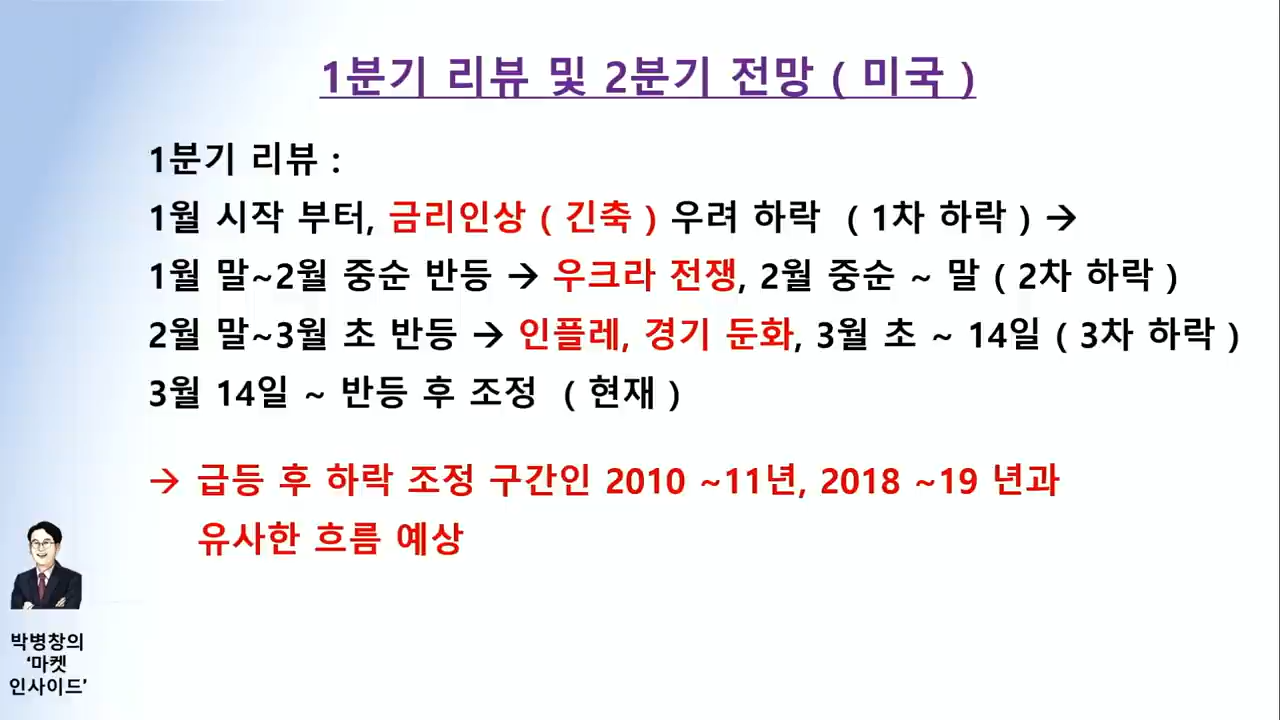 1분기 리뷰 및 2분기 전망 ( 미국 )
1분기 리뷰 :
1월 시작 부터, 금리인상 ( 긴축 ) 우려 하락 ( 1차 하락 ) →
1월 말~2월 중순 반등 → 우크라 전쟁, 2월 중순 ~ 말 ( 2차 하락 )
2월 말~3월 초 반등 → 인플레, 경기 둔화, 3월 초 ~ 14일 ( 3차 하락 )
3월 14일 ~ 반등 후 조정 ( 현재 )
→ 급등 후 하락 조정 구간인 2010 ~11년, 2018 ~19 년과
유사한 흐름 예상
박병창의
‘마켓
인사이드’